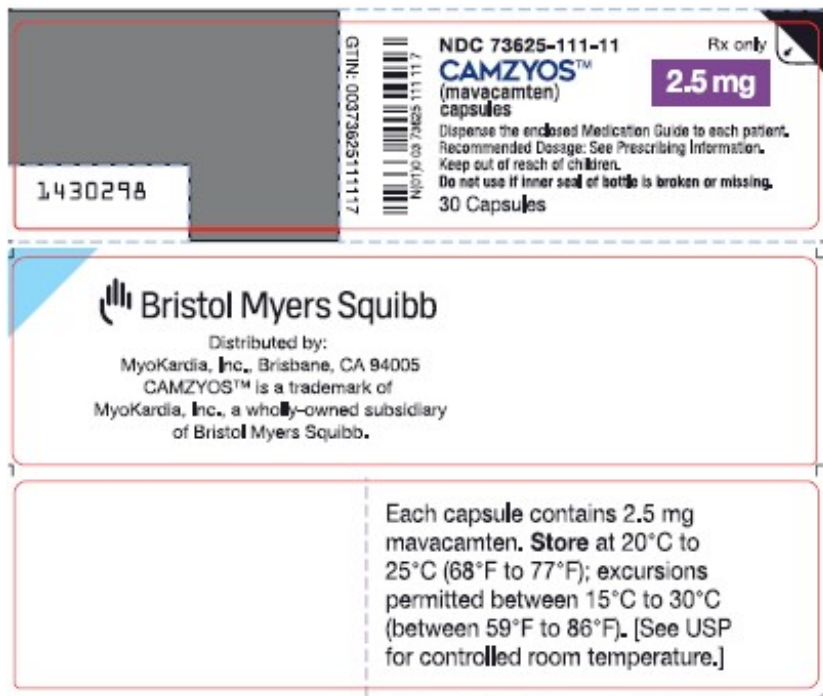 1430298
GTIN: 00373625111117
N(01)0 03 73625 111 11 7
NDC 73625-111-11
Rx only
CAMZYOS™
2.5 mg
(mavacamten)
capsules
Dispense the enclosed Medication Guide to each patient.
Recommended Dosage: See Prescribing Information.
Keep out of reach of children.
Do not use if inner seal of bottle is broken or missing.
30 Capsules
Bristol Myers Squibb
Distributed by:
MyoKardia, Inc., Brisbane, CA 94005
CAMZYOS™ is a trademark of
MyoKardia, Inc., a wholly-owned subsidiary
of Bristol Myers Squibb.
Each capsule contains 2.5 mg
mavacamten. Store at 20°C to
25°C (68°F to 77°F); excursions
permitted between 15°C to 30°C
(between 59°F to 86°F). [See USP
for controlled room temperature.]